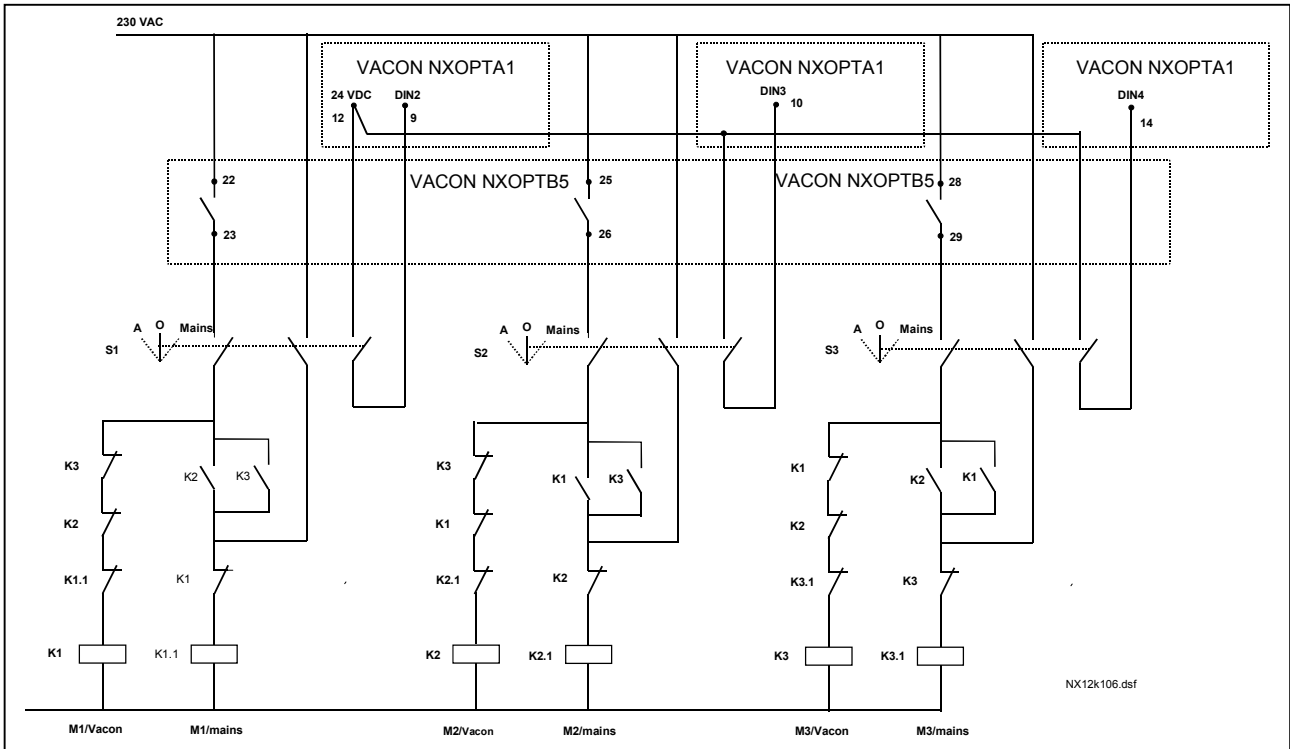 230 VAC
VACON NXOPTA1
24 VDC DIN2
12 9
VACON NXOPTA1
DIN3
10
VACON NXOPTA1
DIN4
14
22
23
VACON NXOPTB5
25
26
VACON NXOPTB5
28
29
A O Mains
S1
A O Mains
S2
A O Mains
S3
K3
K2 K3
K2
K1.1 K1
K1 K1.1
K3
K1 K3
K1
K2.1 K2
K2 K2.1
K1
K2 K1
K2
K3.1 K3
K3 K3.1
NX12k106.dsf
M1/Vacon M1/mains M2/Vacon M2/mains M3/Vacon M3/mains